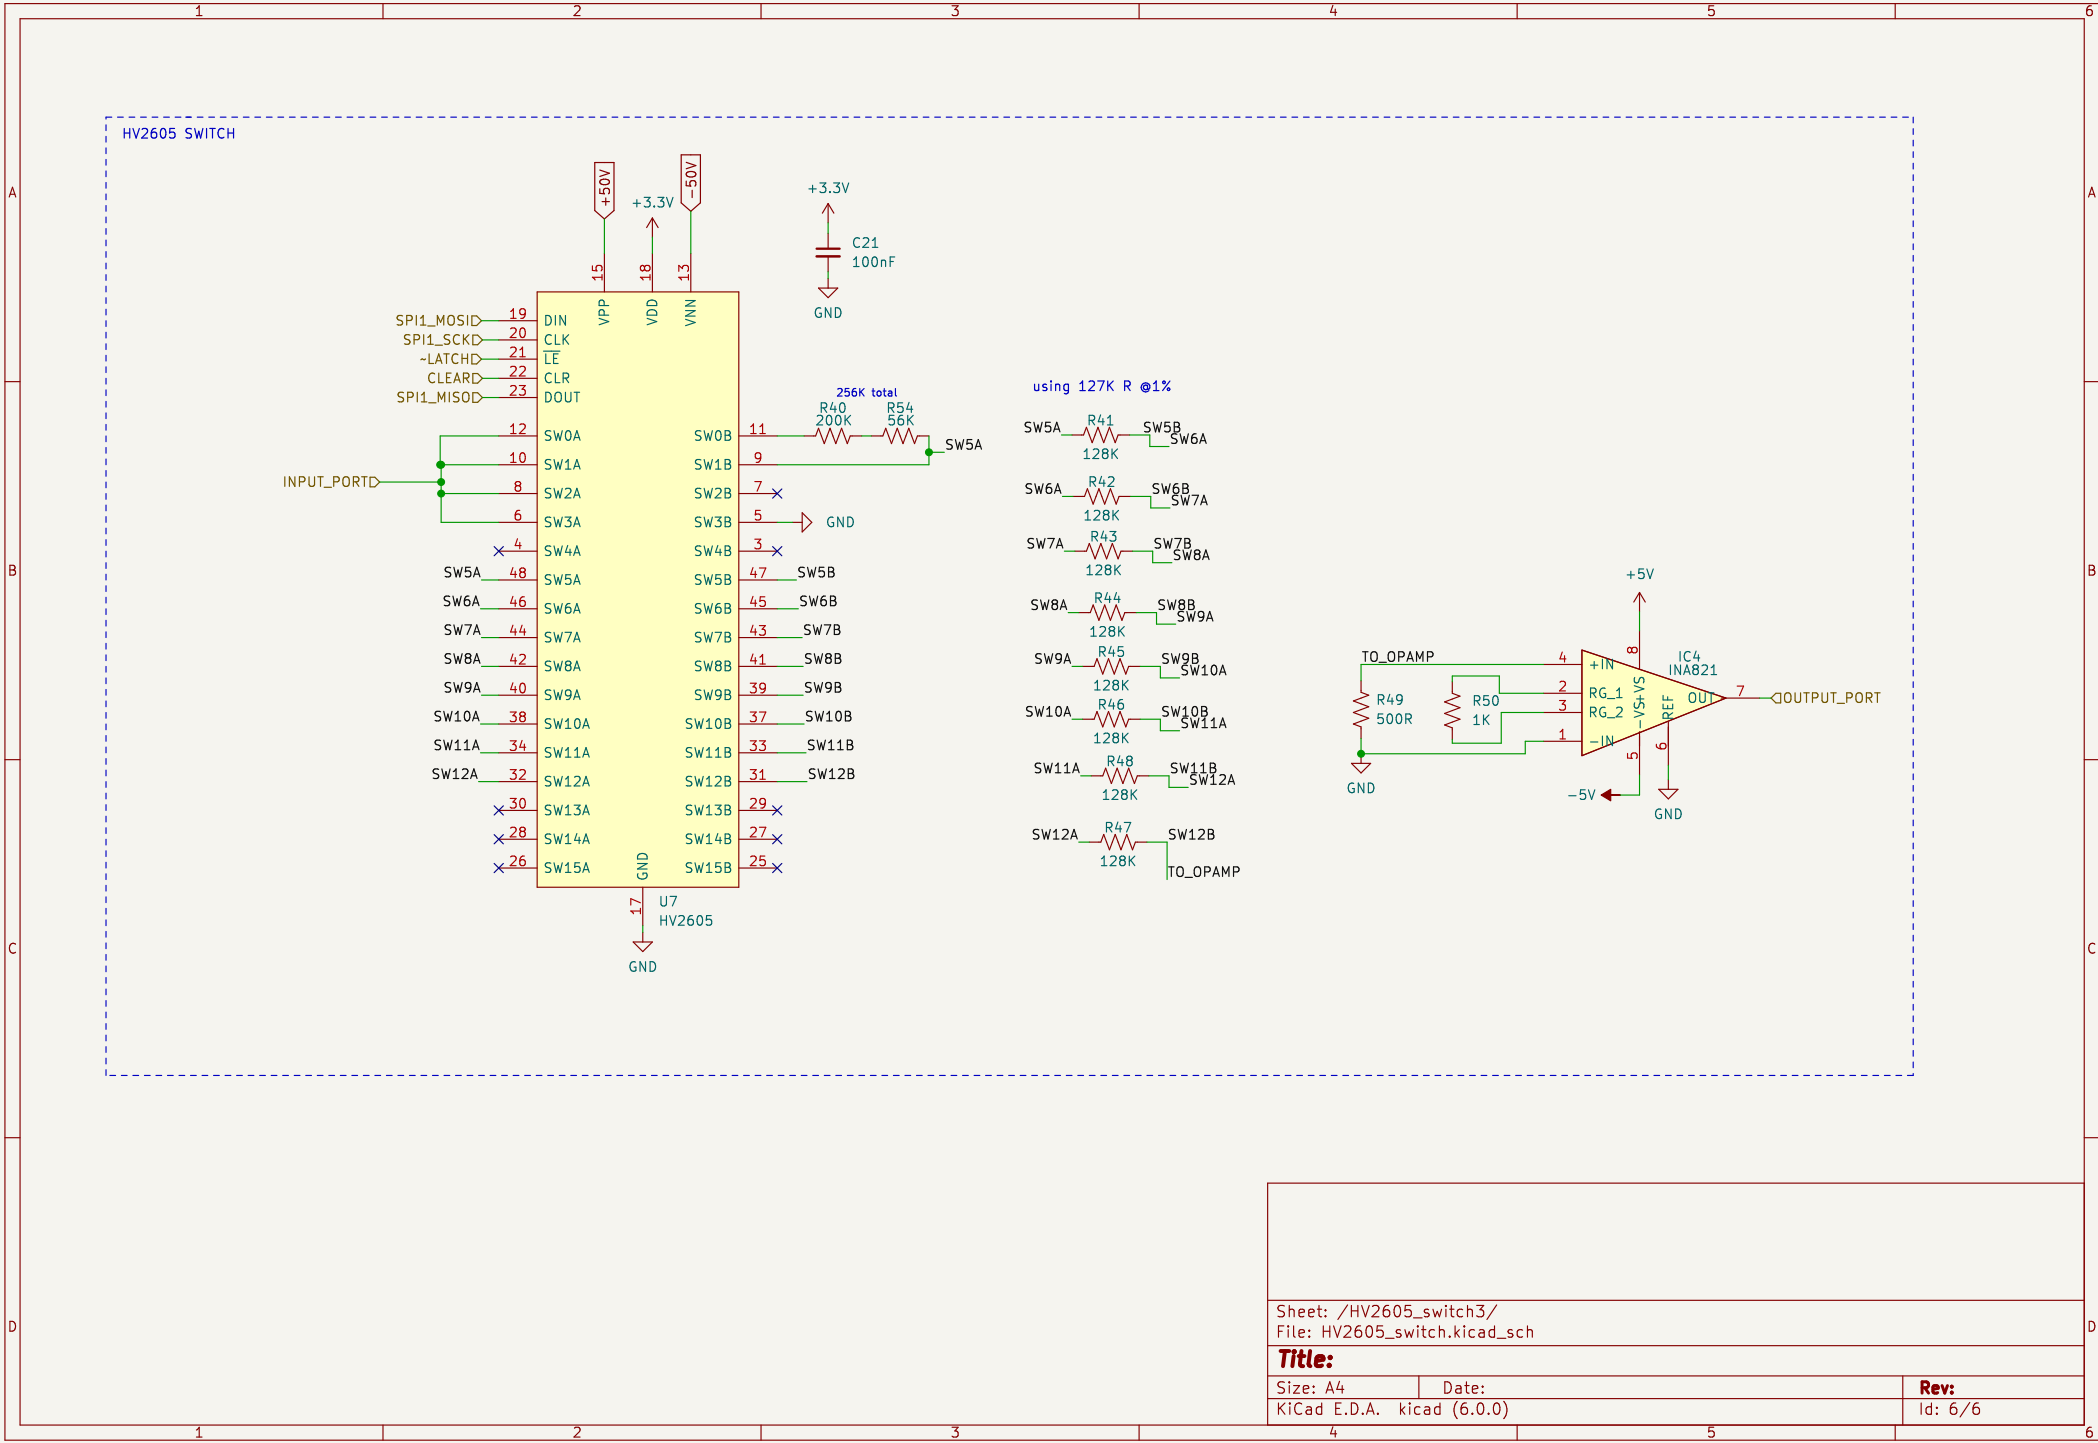 1 2 3 4 5 6
A
A
B
B
C
C
D
D
HV2605 SWITCH
+50V
+3.3V
-50V
+3.3V
C21
100nF
GND
15
18
13
VPP
VDD
VNN
SPI1_MOSI 19 DIN
SPI1_SCK 20 CLK
~LATCH 21 LE
CLEAR 22 CLR
SPI1_MISO 23 DOUT
INPUT_PORT
12 SW0A SW0B 11
10 SW1A SW1B 9
8 SW2A SW2B 7
6 SW3A SW3B 5 GND
4 SW4A SW4B 3
SW5A 48 SW5A SW5B 47 SW5B
SW6A 46 SW6A SW6B 45 SW6B
SW7A 44 SW7A SW7B 43 SW7B
SW8A 42 SW8A SW8B 41 SW8B
SW9A 40 SW9A SW9B 39 SW9B
SW10A 38 SW10A SW10B 37 SW10B
SW11A 34 SW11A SW11B 33 SW11B
SW12A 32 SW12A SW12B 31 SW12B
30 SW13A SW13B 29
28 SW14A SW14B 27
26 SW15A SW15B 25
GND
17
U7
HV2605
GND
256K total
R40 R54
200K 56K
SW5A
using 127K R @1%
SW5A R41 SW5B
SW6A
128K
SW6A R42 SW6B
SW7A
128K
SW7A R43 SW7B
SW8A
128K
SW8A R44 SW8B
SW9A
128K
SW9A R45 SW9B
SW10A
128K
SW10A R46 SW10B
SW11A
128K
SW11A R48 SW11B
SW12A
128K
SW12A R47 SW12B
128K
TO_OPAMP
+5V
8
IC4
INA821
TO_OPAMP
4 +IN
R49
500R
R50
1K
2 RG_1
3 RG_2
1 -IN
+VS
-VS
REF
OUT 7 OUTPUT_PORT
5
6
GND
-5V
GND
Sheet: /HV2605_switch3/
File: HV2605_switch.kicad_sch
Title:
Size: A4 Date: Rev:
KiCad E.D.A. kicad (6.0.0) Id: 6/6
1 2 3 4 5 6